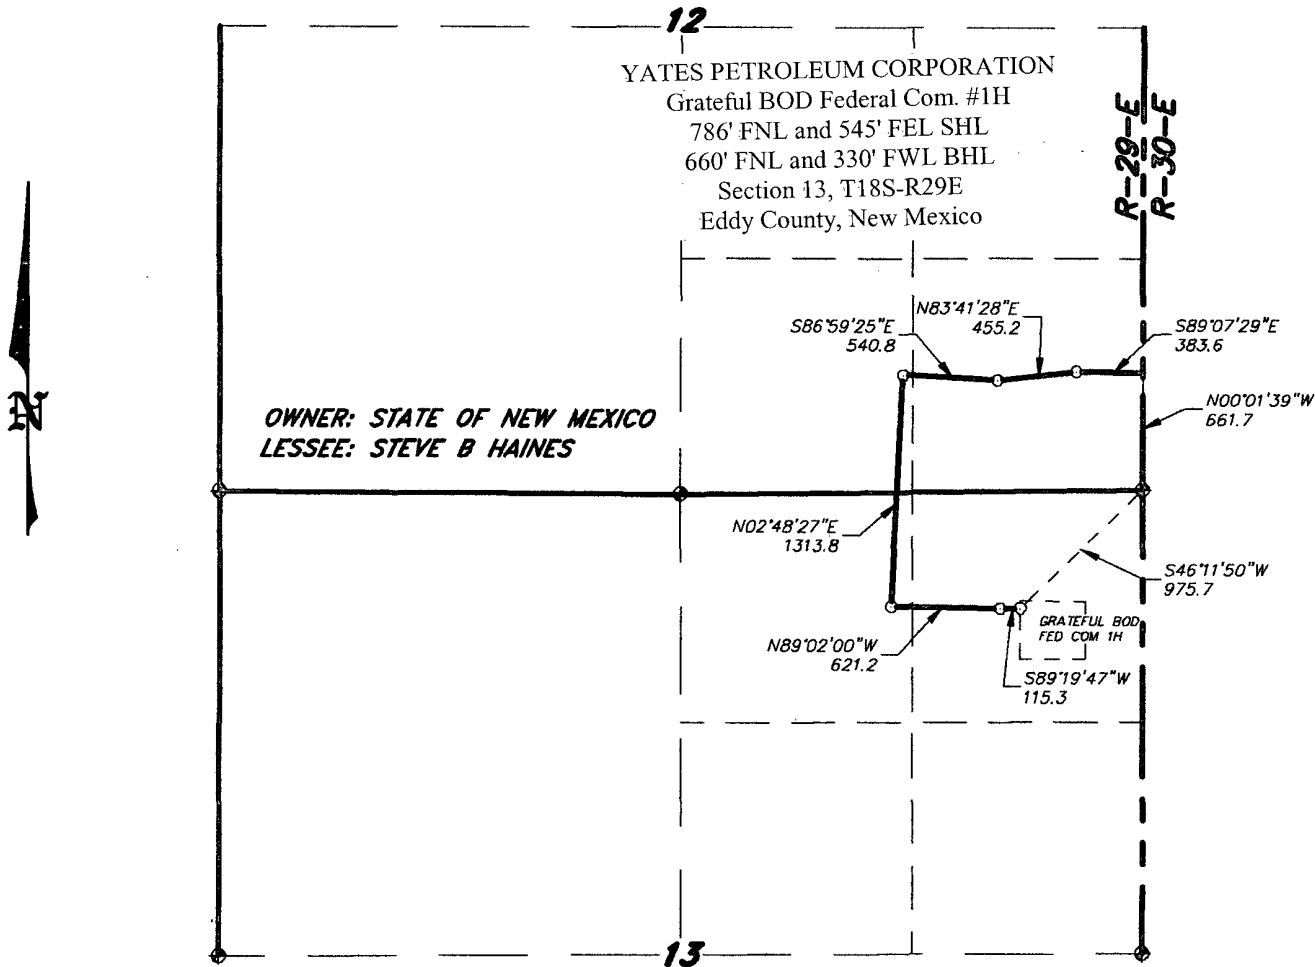 12
YATES PETROLEUM CORPORATION
Grateful BOD Federal Com. #1H
786' FNL and 545' FEL SHL
660' FNL and 330' FWL BHL
Section 13, T18S-R29E
Eddy County, New Mexico
R-29-E
R-30-E
N83°41'28"E
455.2
S86°59'25"E
540.8
S89°07'29"E
383.6
N00°01'39"W
661.7
OWNER: STATE OF NEW MEXICO
LESSEE: STEVE B HAINES
N02°48'27"E
1313.8
S46°11'50"W
975.7
GRATEFUL BOD
FED COM 1H
N89°02'00"W
621.2
S89°19'47"W
115.3
13
N